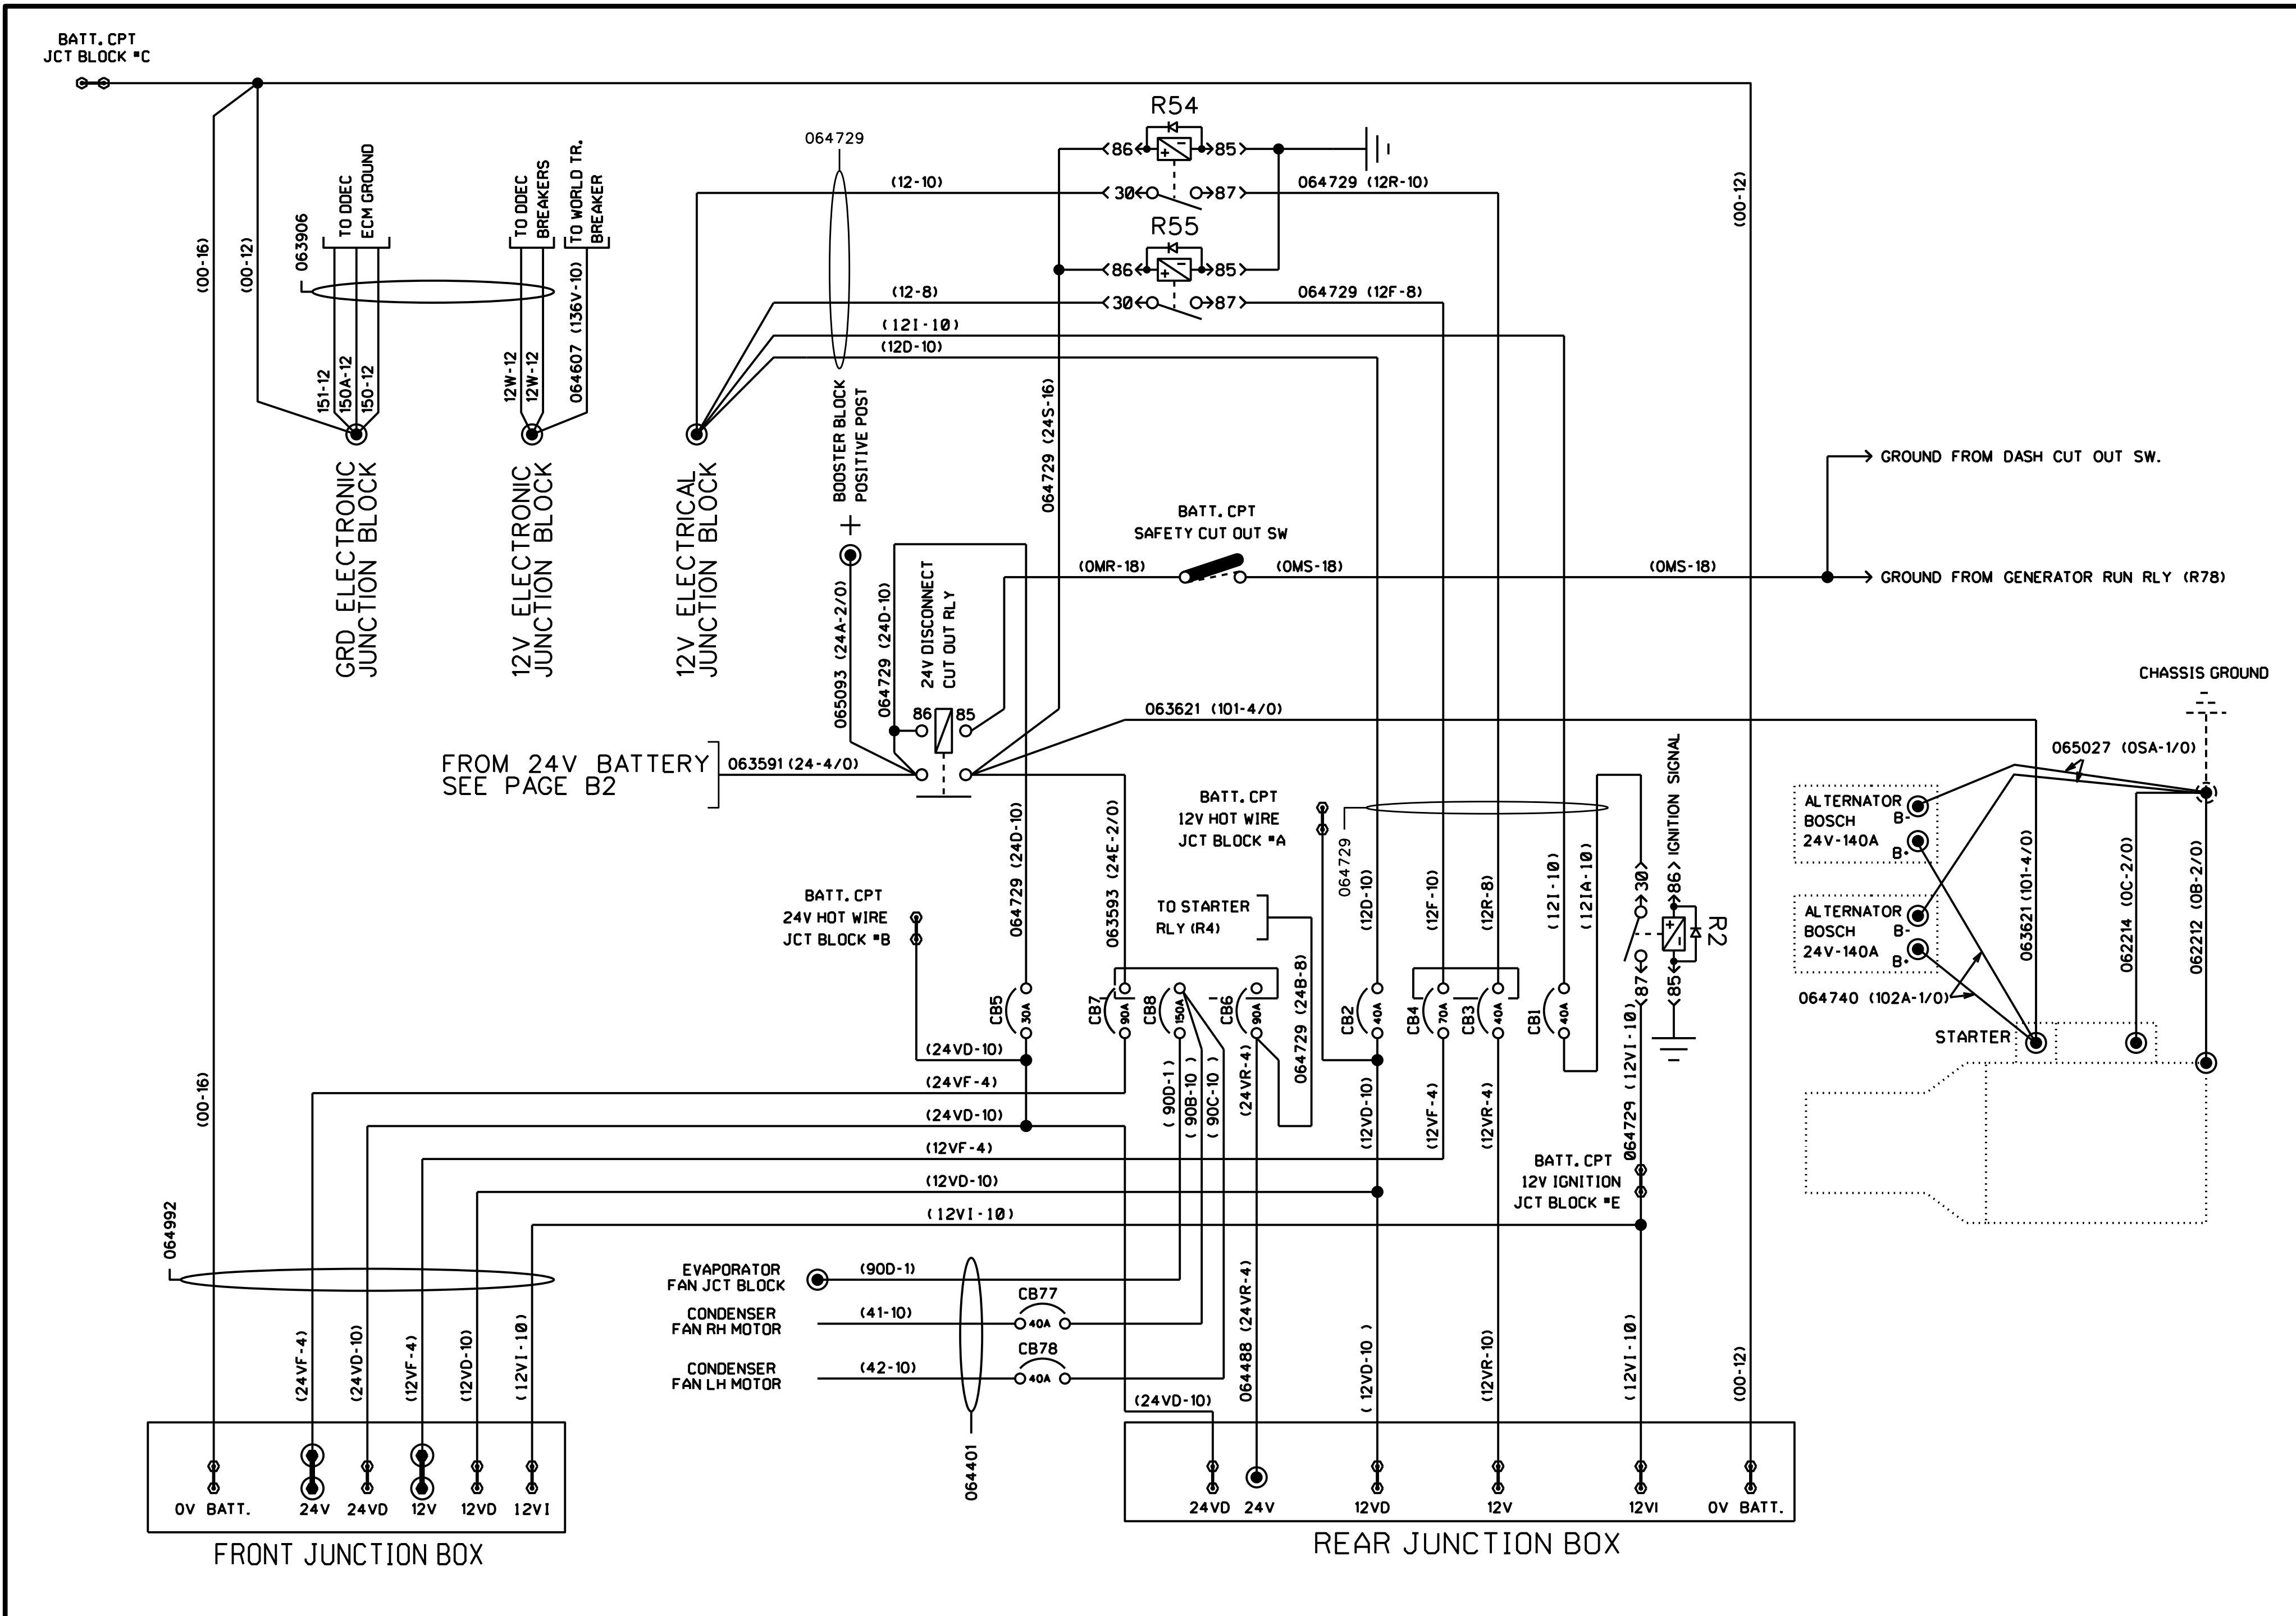 BATT. CPT
JCT BLOCK "C
R54
064729
86
+
-
85
(12-10)
30
87
064729 (12R-10)
R55
86
+
-
85
(12-8)
30
87
064729 (12F-8)
(12I-10)
(12D-10)
(00-16)
(00-12)
063906
TO DDEC
ECM GROUND
TO DDEC
BREAKERS
TO WORLD TR.
BREAKER
151-12
150A-12
150-12
12W-12
12W-12
064607 (136V-10)
(00-12)
GRD ELECTRONIC
JUNCTION BLOCK
12V ELECTRONIC
JUNCTION BLOCK
12V ELECTRICAL
JUNCTION BLOCK
BOOSTER BLOCK
POSITIVE POST
+
064729 (24S-16)
GROUND FROM DASH CUT OUT SW.
BATT. CPT
SAFETY CUT OUT SW
(0MR-18)
(0MS-18)
(0MS-18)
GROUND FROM GENERATOR RUN RLY (R78)
065093 (24A-2/0)
064729 (24D-10)
24V DISCONNECT
CUT OUT RLY
86
85
FROM 24V BATTERY
SEE PAGE B2
063591 (24-4/0)
063621 (101-4/0)
CHASSIS GROUND
065027 (0SA-1/0)
ALTERNATOR
BOSCH
24V-140A
B-
B+
ALTERNATOR
BOSCH
24V-140A
B-
B+
063621 (101-4/0)
062214 (0C-2/0)
062212 (0B-2/0)
064740 (102A-1/0)
STARTER
BATT. CPT
12V HOT WIRE
JCT BLOCK "A
064729
BATT. CPT
24V HOT WIRE
JCT BLOCK "B
064729 (24D-10)
063593 (24E-2/0)
TO STARTER
RLY (R4)
064729 (24B-8)
(12D-10)
(12F-10)
(12R-8)
(12I-10)
(12IA-10)
30
86
IGNITION SIGNAL
+
-
R2
87
85
CB5
30A
CB7
90A
CB8
150A
CB6
90A
CB2
40A
CB4
70A
CB3
40A
CB1
40A
(24VD-10)
(24VF-4)
(24VD-10)
(12VF-4)
(12VD-10)
(12VI-10)
(90D-1 )
( 90B-10 )
( 90C-10 )
(24VR-4)
(12VD-10)
(12VF-4)
(12VR-4)
064729 (12VI-10)
BATT. CPT
12V IGNITION
JCT BLOCK "E
(00-16)
064992
EVAPORATOR
FAN JCT BLOCK
(90D-1)
CONDENSER
FAN RH MOTOR
(41-10)
CB77
40A
CONDENSER
FAN LH MOTOR
(42-10)
CB78
40A
064401
(24VF-4)
(24VD-10)
(12VF-4)
(12VD-10)
(12VI-10)
(24VD-10)
064488 (24VR-4)
( 12VD-10 )
(12VR-10)
(12VI-10)
(00-12)
0V BATT.
24V
24VD
12V
12VD
12VI
FRONT JUNCTION BOX
24VD
24V
12VD
12V
12VI
0V BATT.
REAR JUNCTION BOX